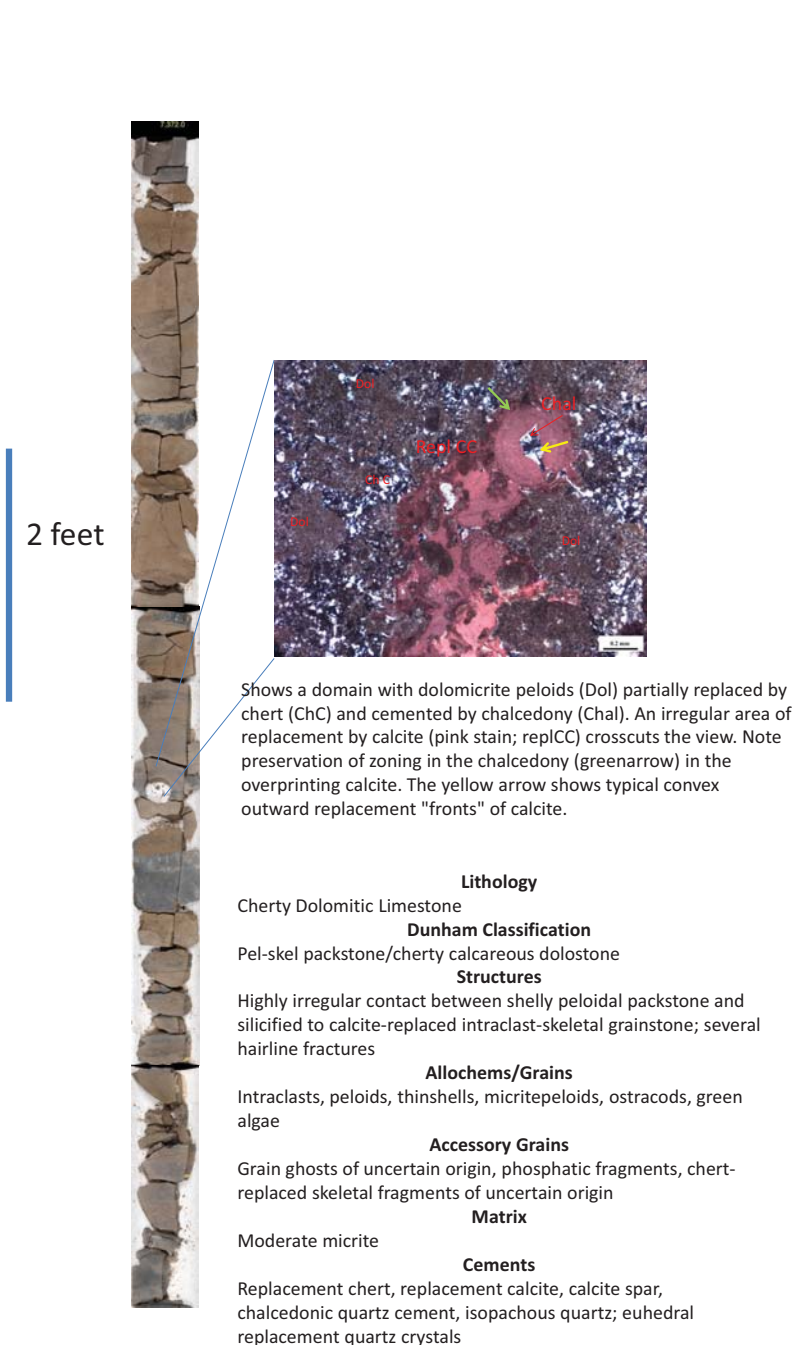 7,372.0
2 feet
Dol
Chal
Repl CC
Ch C
Dol
Dol
0.2 mm
Shows a domain with dolomicrite peloids (Dol) partially replaced by
chert (ChC) and cemented by chalcedony (Chal). An irregular area of
replacement by calcite (pink stain; replCC) crosscuts the view. Note
preservation of zoning in the chalcedony (greenarrow) in the
overprinting calcite. The yellow arrow shows typical convex
outward replacement "fronts" of calcite.
Lithology
Cherty Dolomitic Limestone
Dunham Classification
Pel-skel packstone/cherty calcareous dolostone
Structures
Highly irregular contact between shelly peloidal packstone and
silicified to calcite-replaced intraclast-skeletal grainstone; several
hairline fractures
Allochems/Grains
Intraclasts, peloids, thinshells, micritepeloids, ostracods, green
algae
Accessory Grains
Grain ghosts of uncertain origin, phosphatic fragments, chert-
replaced skeletal fragments of uncertain origin
Matrix
Moderate micrite
Cements
Replacement chert, replacement calcite, calcite spar,
chalcedonic quartz cement, isopachous quartz; euhedral
replacement quartz crystals